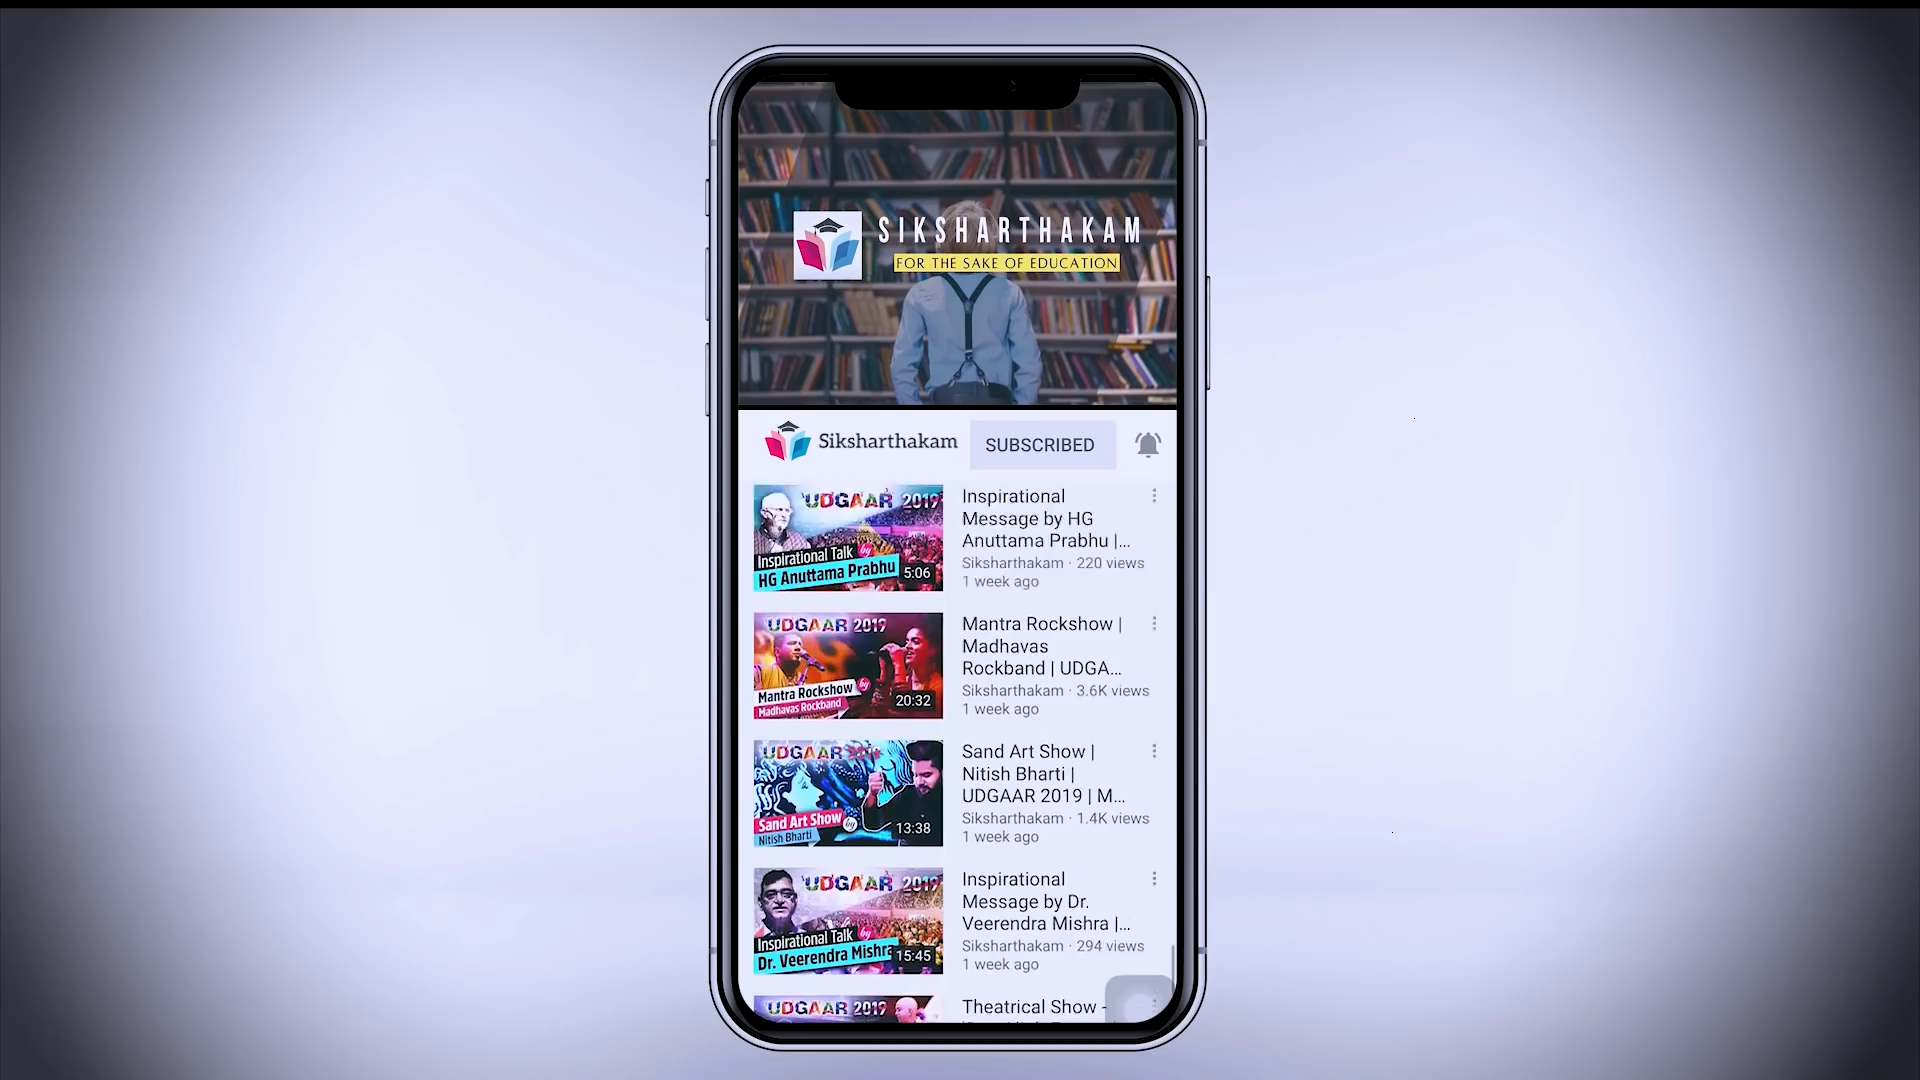 SIKSHARTHAKAM
FOR THE SAKE OF EDUCATION
Siksharthakam
SUBSCRIBED
UDGAAR 2019
Inspirational Talk by
HG Anuttama Prabhu
5:06
Inspirational
Message by HG
Anuttama Prabhu |...
Siksharthakam · 220 views
1 week ago
UDGAAR 2019
Mantra Rockshow by
Madhavas Rockband
20:32
Mantra Rockshow |
Madhavas
Rockband | UDGA...
Siksharthakam · 3.6K views
1 week ago
UDGAAR 2019
Sand Art Show by
Nitish Bharti
13:38
Sand Art Show |
Nitish Bharti |
UDGAAR 2019 | M...
Siksharthakam · 1.4K views
1 week ago
UDGAAR 2019
Inspirational Talk by
Dr. Veerendra Mishra
15:45
Inspirational
Message by Dr.
Veerendra Mishra |...
Siksharthakam · 294 views
1 week ago
UDGAAR 2019
Theatrical Show -